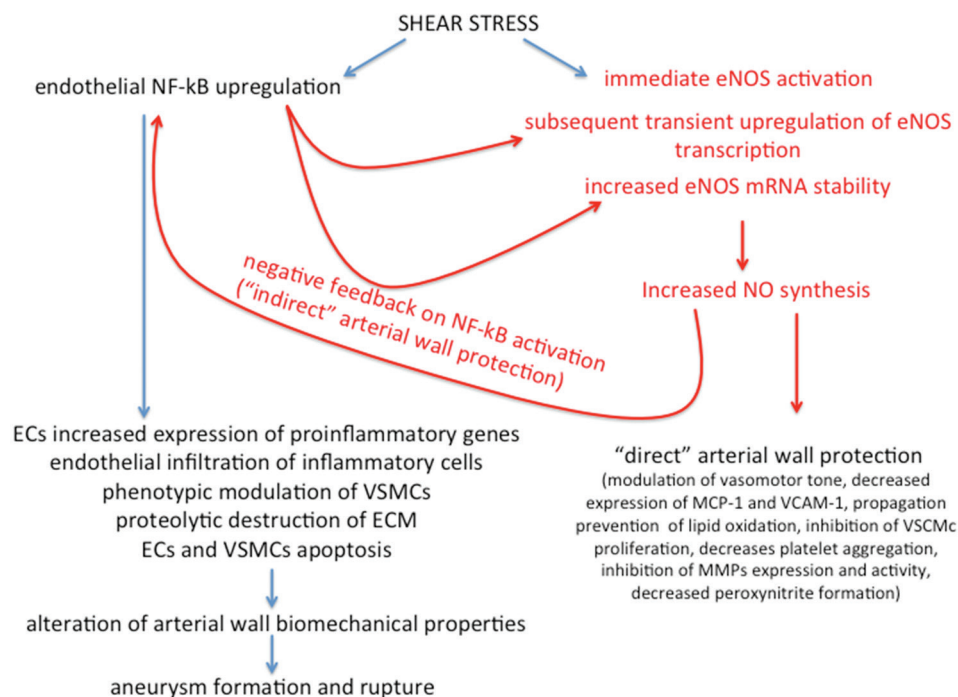 SHEAR STRESS
endothelial NF-kB upregulation
immediate eNOS activation
subsequent transient upregulation of eNOS
transcription
increased eNOS mRNA stability
Increased NO synthesis
negative feedback on NF-kB activation
("indirect" arterial wall protection)
ECs increased expression of proinflammatory genes
endothelial infiltration of inflammatory cells
phenotypic modulation of VSMCs
proteolytic destruction of ECM
ECs and VSMCs apoptosis
alteration of arterial wall biomechanical properties
aneurysm formation and rupture
“direct” arterial wall protection
(modulation of vasomotor tone, decreased
expression of MCP-1 and VCAM-1, propagation
prevention of lipid oxidation, inhibition of VSCMc
proliferation, decreases platelet aggregation,
inhibition of MMPs expression and activity,
decreased peroxynitrite formation)